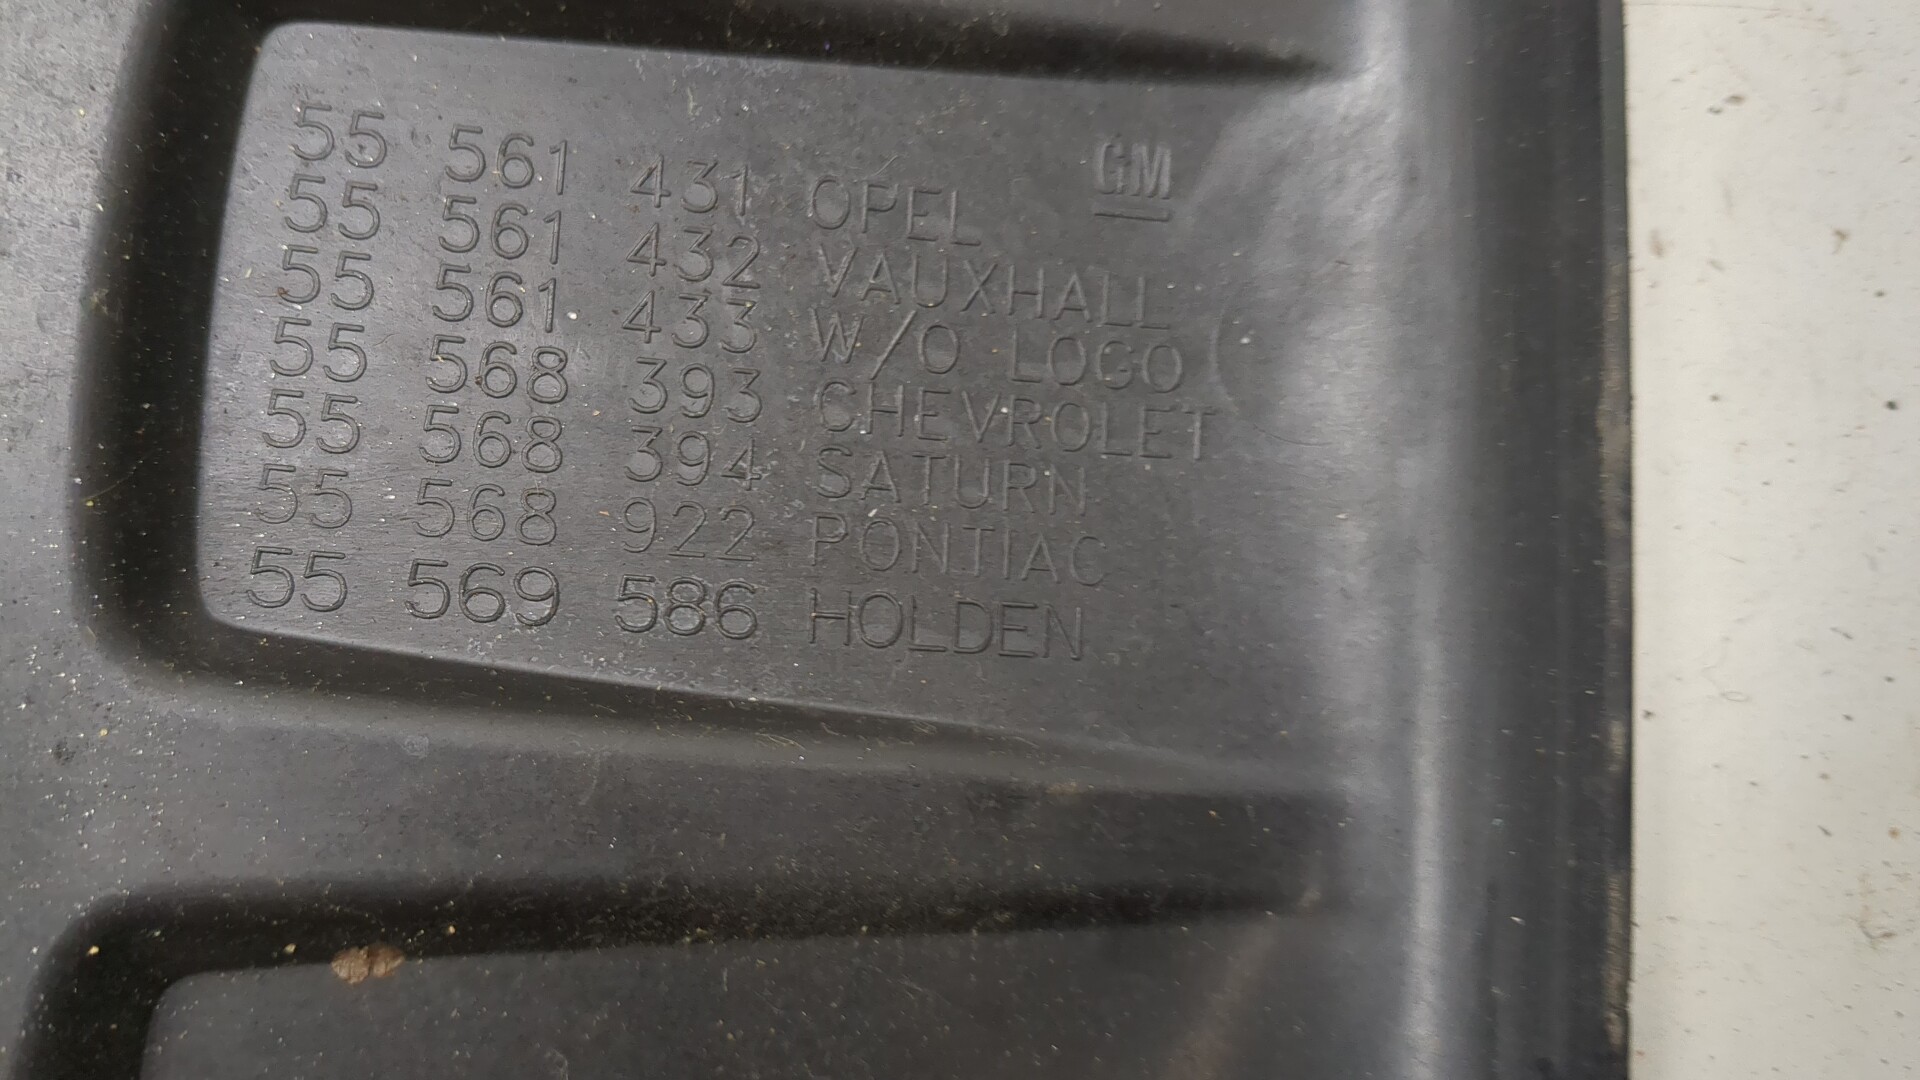 GM
55 561 431 OPEL
55 561 432 VAUXHALL
55 561 433 W/O LOGO
55 568 393 CHEVROLET
55 568 394 SATURN
55 568 922 PONTIAC
55 569 586 HOLDEN